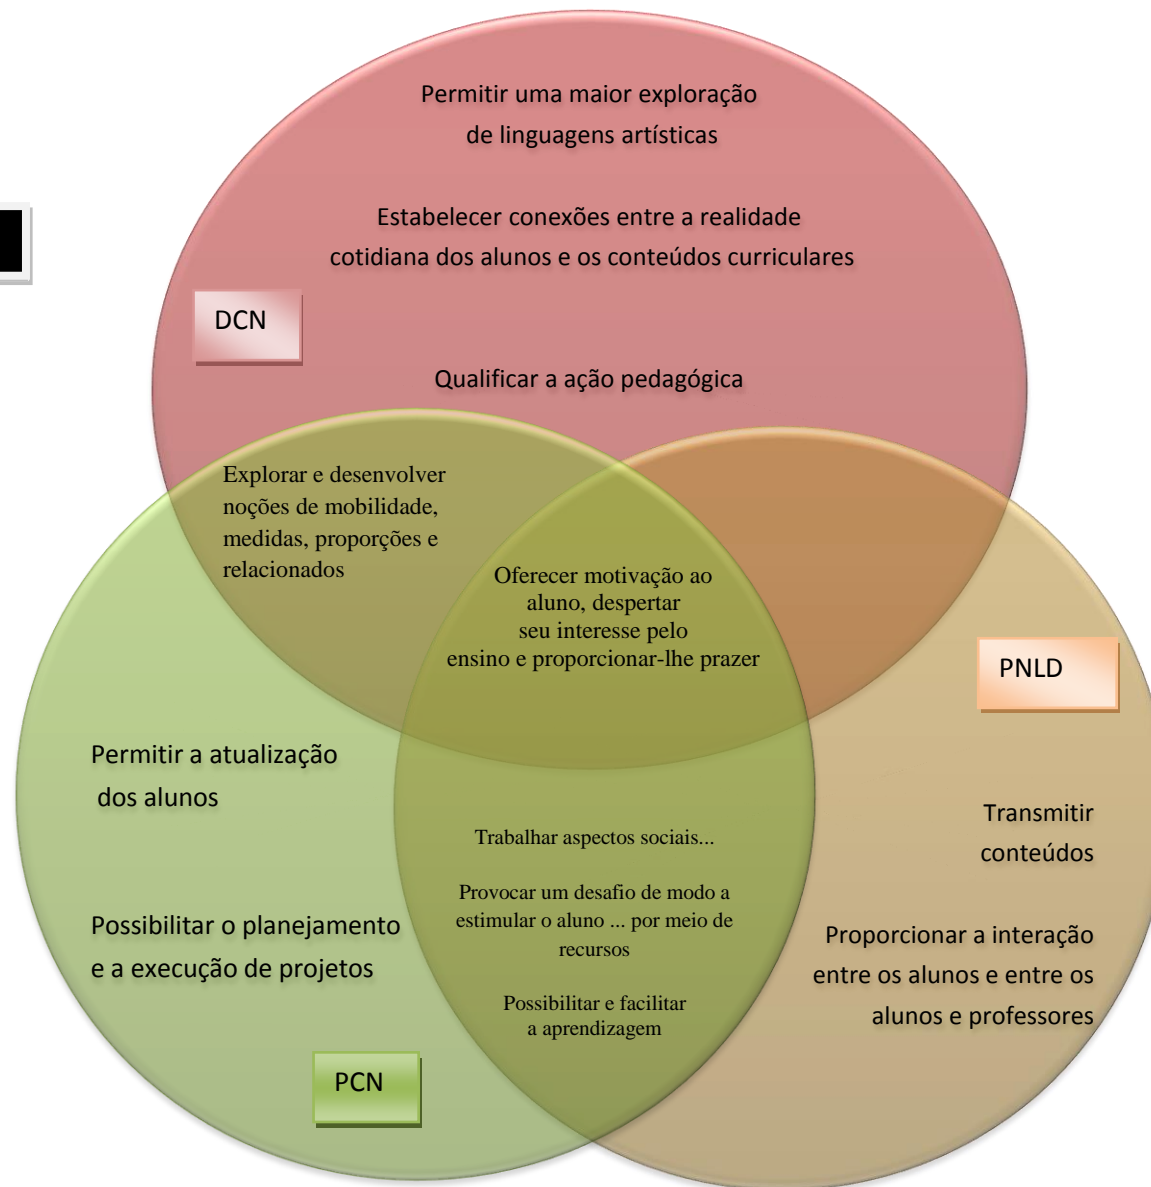 Permitir uma maior exploração
de linguagens artísticas
Estabelecer conexões entre a realidade
cotidiana dos alunos e os conteúdos curriculares
DCN
Qualificar a ação pedagógica
Explorar e desenvolver
noções de mobilidade,
medidas, proporções e
relacionados
Oferecer motivação ao
aluno, despertar
seu interesse pelo
ensino e proporcionar-lhe prazer
PNLD
Permitir a atualização
dos alunos
Transmitir
conteúdos
Trabalhar aspectos sociais...
Provocar um desafio de modo a
estimular o aluno ... por meio de
recursos
Possibilitar o planejamento
e a execução de projetos
Proporcionar a interação
entre os alunos e entre os
alunos e professores
Possibilitar e facilitar
a aprendizagem
PCN